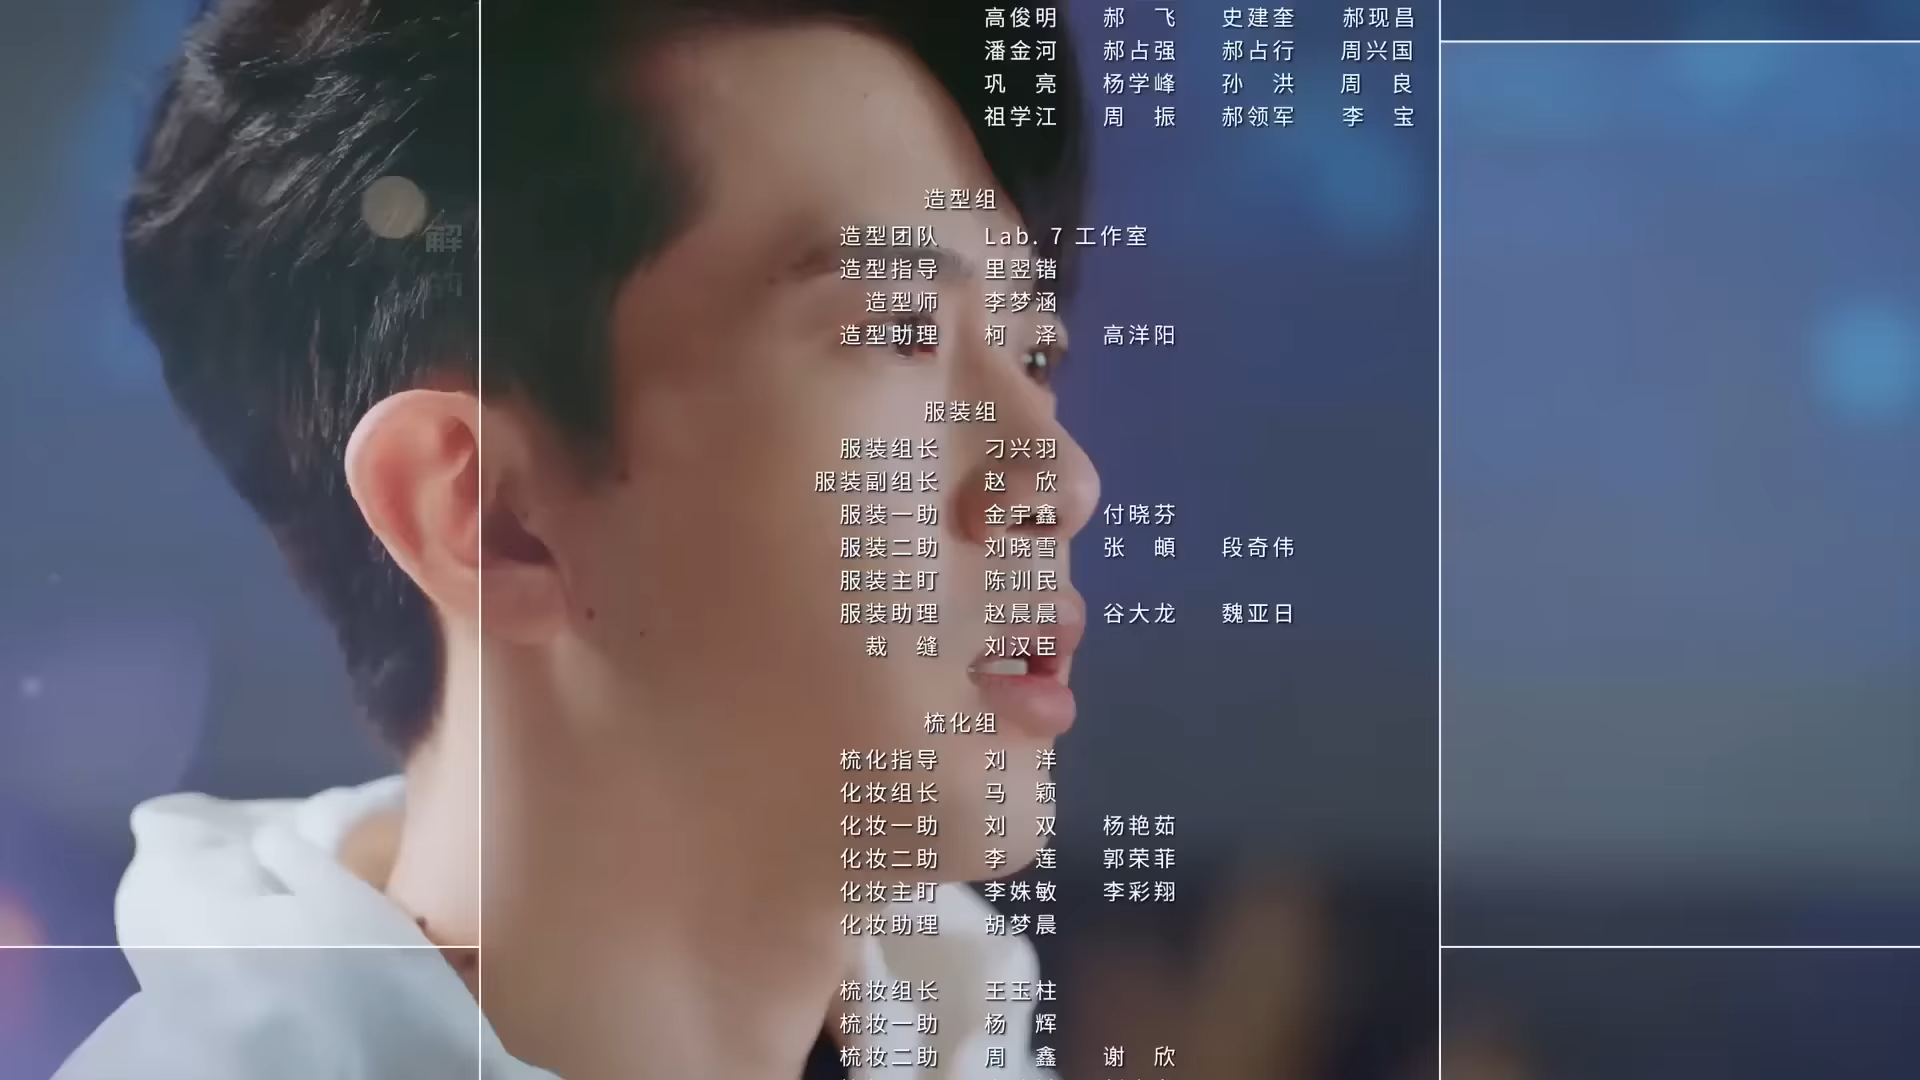 高俊明 郝 飞 史建奎 郝现昌
潘金河 郝占强 郝占行 周兴国
巩 亮 杨学峰 孙 洪 周 良
祖学江 周 振 郝领军 李 宝
造型组
造型团队 Lab. 7 工作室
造型指导 里翌锴
造型师 李梦涵
造型助理 柯 泽 高洋阳
服装组
服装组长 刁兴羽
服装副组长 赵 欣
服装一助 金宇鑫 付晓芬
服装二助 刘晓雪 张 頔 段奇伟
服装主盯 陈训民
服装助理 赵晨晨 谷大龙 魏亚日
裁 缝 刘汉臣
梳化组
梳化指导 刘 洋
化妆组长 马 颖
化妆一助 刘 双 杨艳茹
化妆二助 李 莲 郭荣菲
化妆主盯 李姝敏 李彩翔
化妆助理 胡梦晨
梳妆组长 王玉柱
梳妆一助 杨 辉
梳妆二助 周 鑫 谢 欣
解